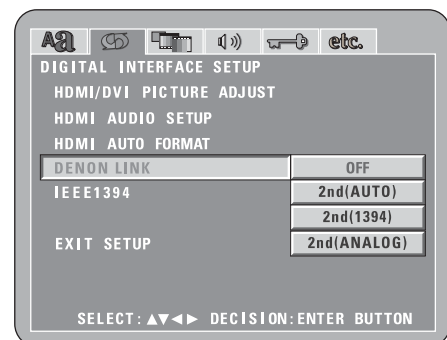 Aa etc.
DIGITAL INTERFACE SETUP
HDMI/DVI PICTURE ADJUST
HDMI AUDIO SETUP
HDMI AUTO FORMAT
DENON LINK OFF
IEEE1394 2nd(AUTO)
2nd(1394)
EXIT SETUP 2nd(ANALOG)
SELECT:▲▼◀▶ DECISION:ENTER BUTTON